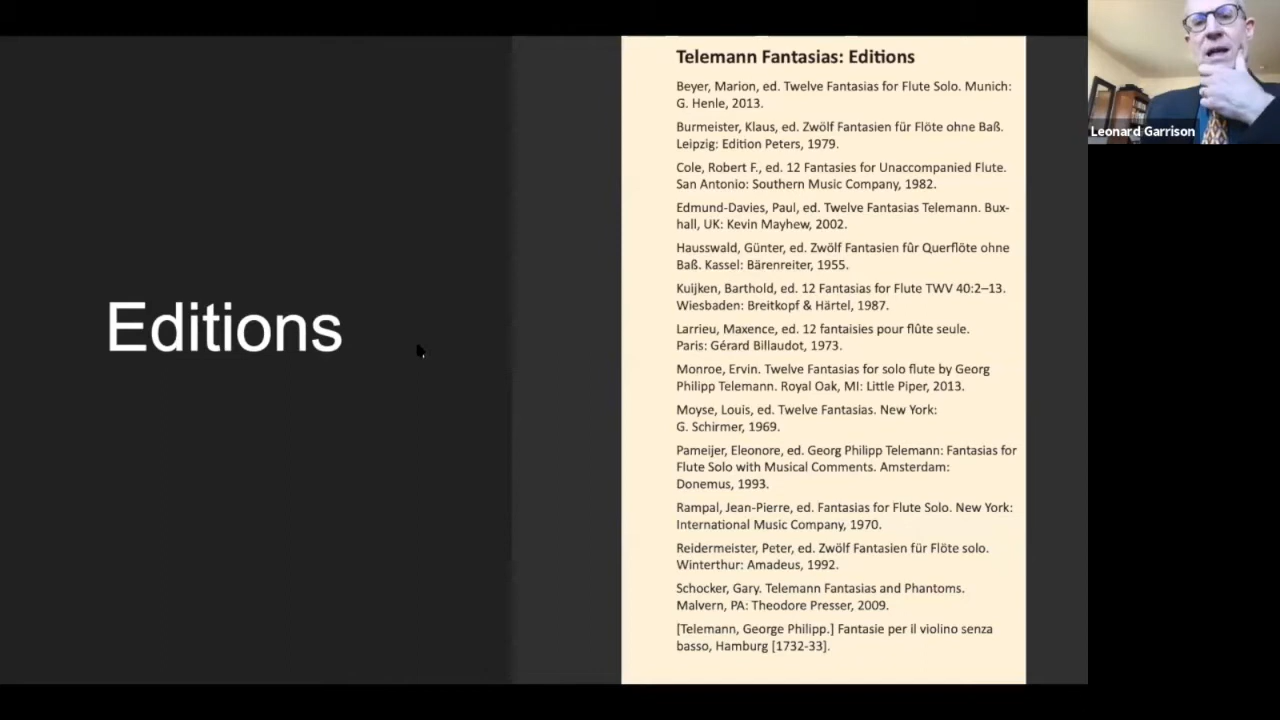 Editions
Telemann Fantasias: Editions
Beyer, Marion, ed. Twelve Fantasias for Flute Solo. Munich:
G. Henle, 2013.
Burmeister, Klaus, ed. Zwölf Fantasien für Flöte ohne Baß.
Leipzig: Edition Peters, 1979.
Cole, Robert F., ed. 12 Fantasies for Unaccompanied Flute.
San Antonio: Southern Music Company, 1982.
Edmund-Davies, Paul, ed. Twelve Fantasias Telemann. Bux-
hall, UK: Kevin Mayhew, 2002.
Hausswald, Günter, ed. Zwölf Fantasien fûr Querflöte ohne
Baß. Kassel: Bärenreiter, 1955.
Kuijken, Barthold, ed. 12 Fantasias for Flute TWV 40:2–13.
Wiesbaden: Breitkopf & Härtel, 1987.
Larrieu, Maxence, ed. 12 fantaisies pour flûte seule.
Paris: Gérard Billaudot, 1973.
Monroe, Ervin. Twelve Fantasias for solo flute by Georg
Philipp Telemann. Royal Oak, MI: Little Piper, 2013.
Moyse, Louis, ed. Twelve Fantasias. New York:
G. Schirmer, 1969.
Pameijer, Eleonore, ed. Georg Philipp Telemann: Fantasias for
Flute Solo with Musical Comments. Amsterdam:
Donemus, 1993.
Rampal, Jean-Pierre, ed. Fantasias for Flute Solo. New York:
International Music Company, 1970.
Reidermeister, Peter, ed. Zwölf Fantasien für Flöte solo.
Winterthur: Amadeus, 1992.
Schocker, Gary. Telemann Fantasias and Phantoms.
Malvern, PA: Theodore Presser, 2009.
[Telemann, George Philipp.] Fantasie per il violino senza
basso, Hamburg [1732-33].
Leonard Garrison